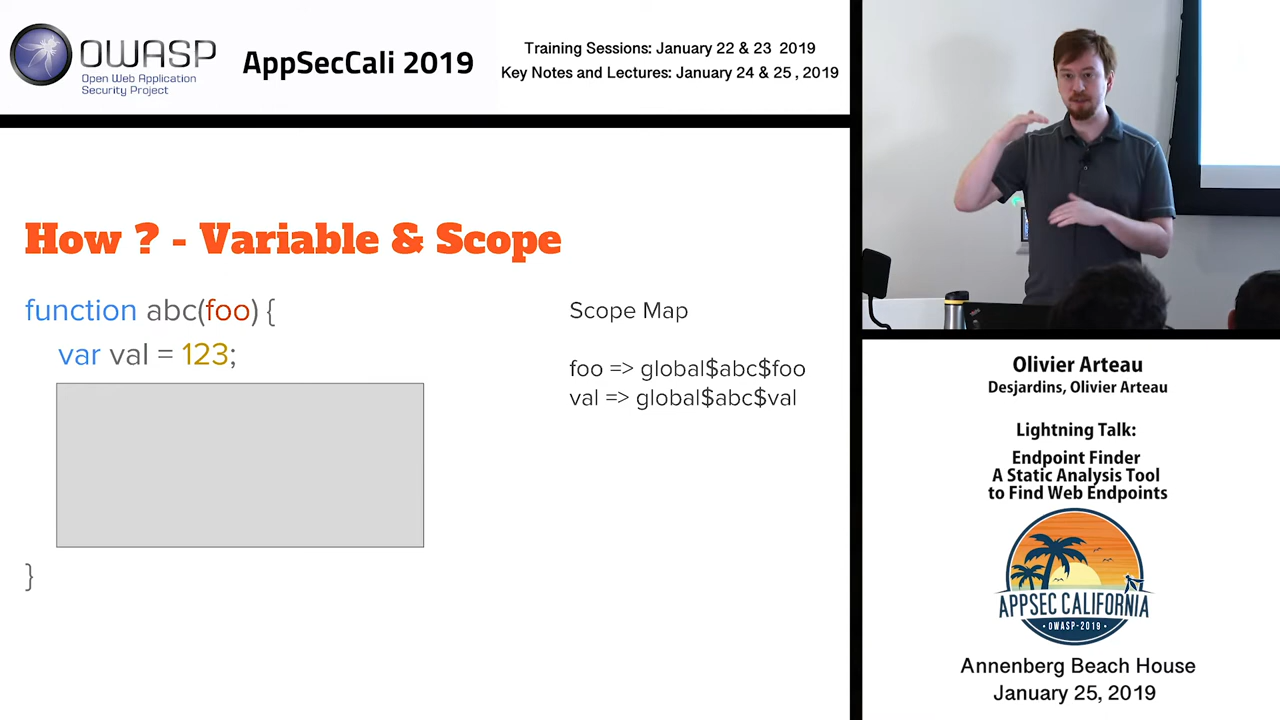 OWASP
Open Web Application
Security Project
AppSecCali 2019
Training Sessions: January 22 & 23 2019
Key Notes and Lectures: January 24 & 25 , 2019
How ? - Variable & Scope
function abc(foo) {
var val = 123;
}
Scope Map
foo => global$abc$foo
val => global$abc$val
Olivier Arteau
Desjardins, Olivier Arteau
Lightning Talk:
Endpoint Finder
A Static Analysis Tool
to Find Web Endpoints
APPSEC CALIFORNIA
• OWASP-2019 •
Annenberg Beach House
January 25, 2019